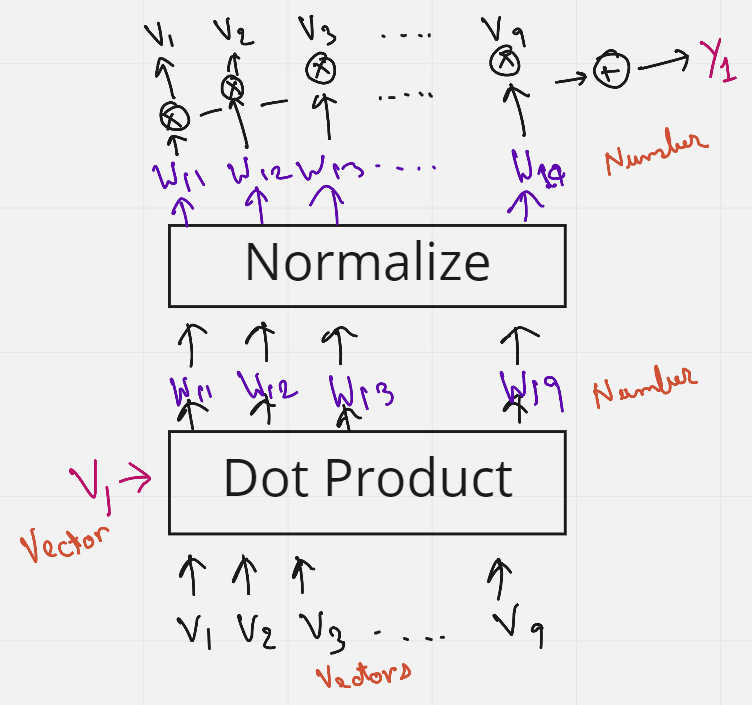 V1 V2 V3 .... V9
.... + Y1
Number
W11 W12 W13 .... W19
Normalize
W11 W12 W13 W19 Number
V1 Dot Product
Vector
V1 V2 V3 .... V9
Vectors